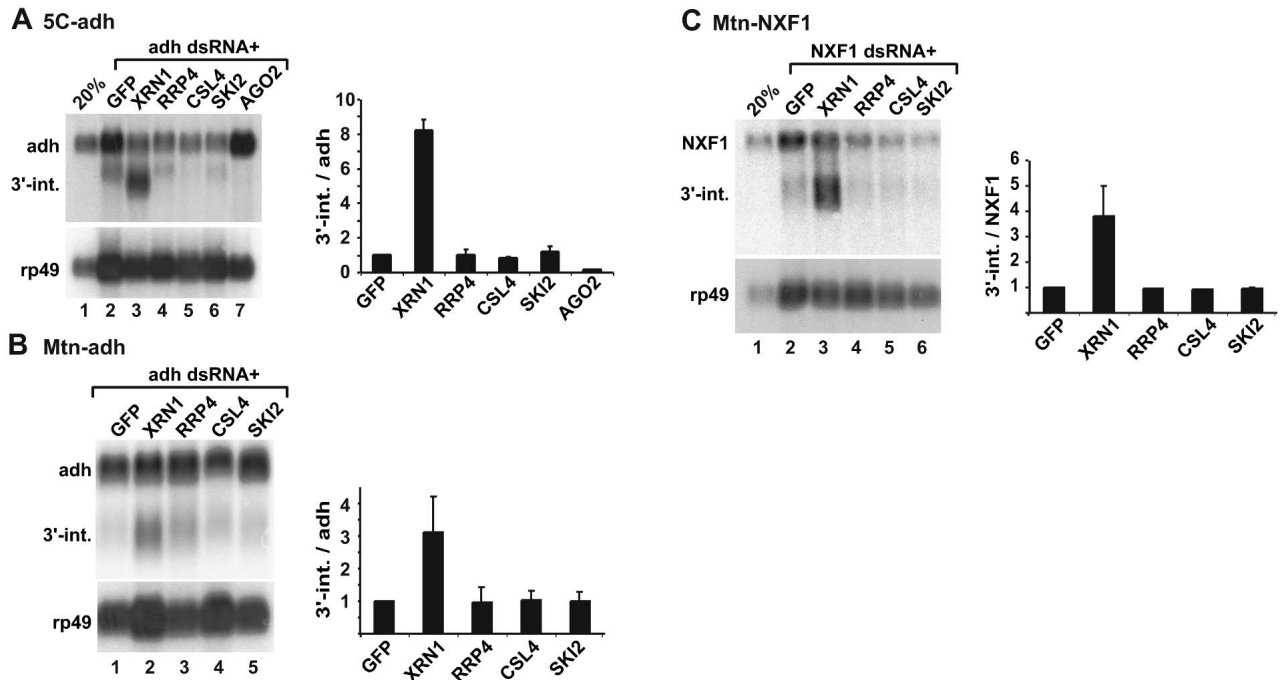 A 5C-adh
adh dsRNA+
20% GFP XRN1 RRP4 CSL4 SKI2 AGO2
adh
3'-int.
rp49
1 2 3 4 5 6 7
3'-int. / adh
10
8
6
4
2
0
GFP XRN1 RRP4 CSL4 SKI2 AGO2
B Mtn-adh
adh dsRNA+
GFP XRN1 RRP4 CSL4 SKI2
adh
3'-int.
rp49
1 2 3 4 5
3'-int. / adh
4
3
2
1
GFP XRN1 RRP4 CSL4 SKI2
C Mtn-NXF1
NXF1 dsRNA+
20% GFP XRN1 RRP4 CSL4 SKI2
NXF1
3'-int.
rp49
1 2 3 4 5 6
3'-int. / NXF1
6
5
4
3
2
1
0
GFP XRN1 RRP4 CSL4 SKI2